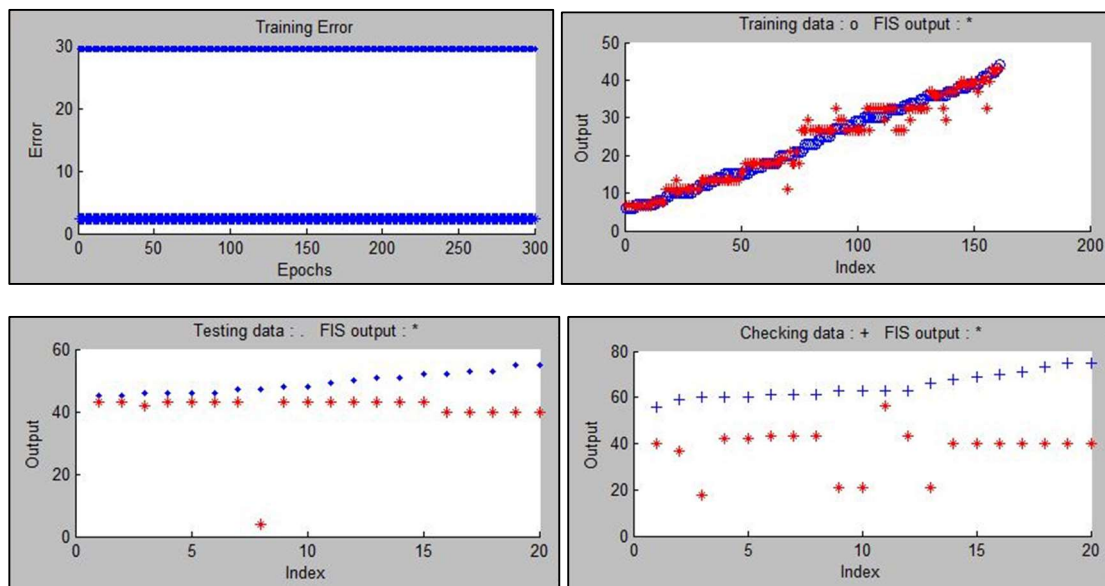 Training Error
Error
30
20
10
0
0 50 100 150 200 250 300
Epochs
Training data : o FIS output : *
Output
50
40
30
20
10
0
0 50 100 150 200
Index
Testing data : . FIS output : *
Output
60
40
20
0
0 5 10 15 20
Index
Checking data : + FIS output : *
Output
80
60
40
20
0
0 5 10 15 20
Index